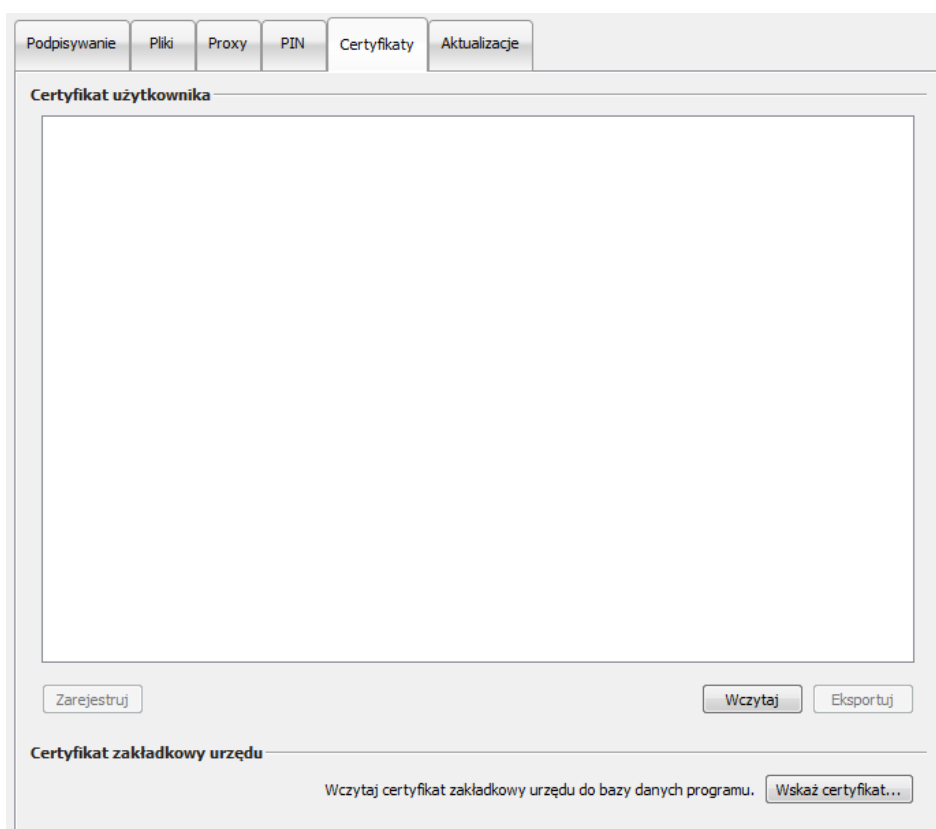 Podpisywanie Pliki Proxy PIN Certyfikaty Aktualizacje
Certyfikat użytkownika
Zarejestruj Wczytaj Eksportuj
Certyfikat zakładkowy urzędu
Wczytaj certyfikat zakładkowy urzędu do bazy danych programu. Wskaż certyfikat...